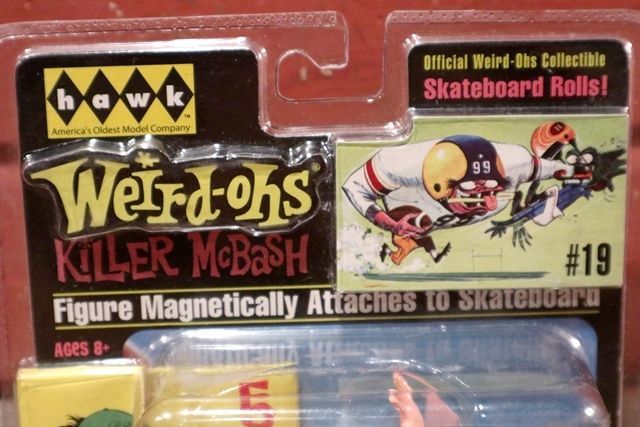 hawk™
America's Oldest Model Company
Weird-ohs®
KiLLER McBASH
Official Weird-Ohs Collectible
Skateboard Rolls!
99
#19
Figure Magnetically Attaches to Skateboard
AGES 8+